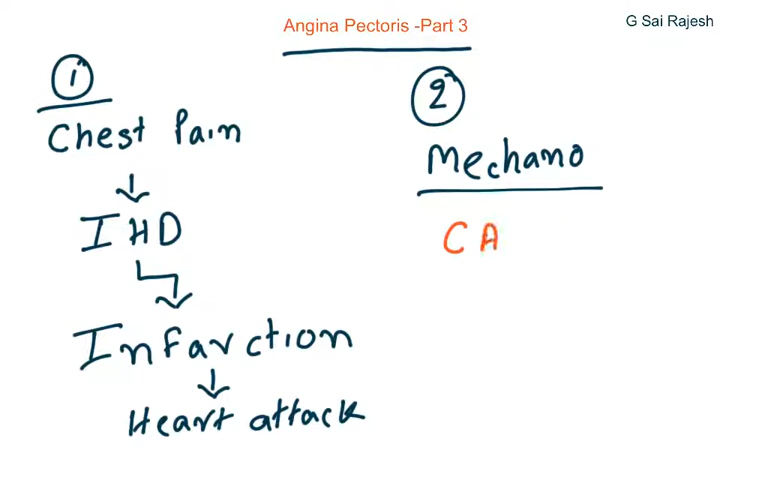 Angina Pectoris -Part 3
G Sai Rajesh
1
Chest Pain
IHD
Infarction
Heart attack
2
Mechano
CA